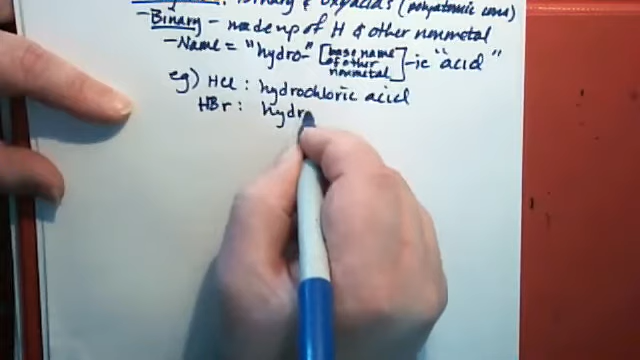 Binary & Oxyacids (polyatomic ions)
- Binary - made up of H & other nonmetal
- Name = "hydro-" [base name of other nonmetal] -ic "acid"
eg) HCl : hydrochloric acid
HBr : hydr